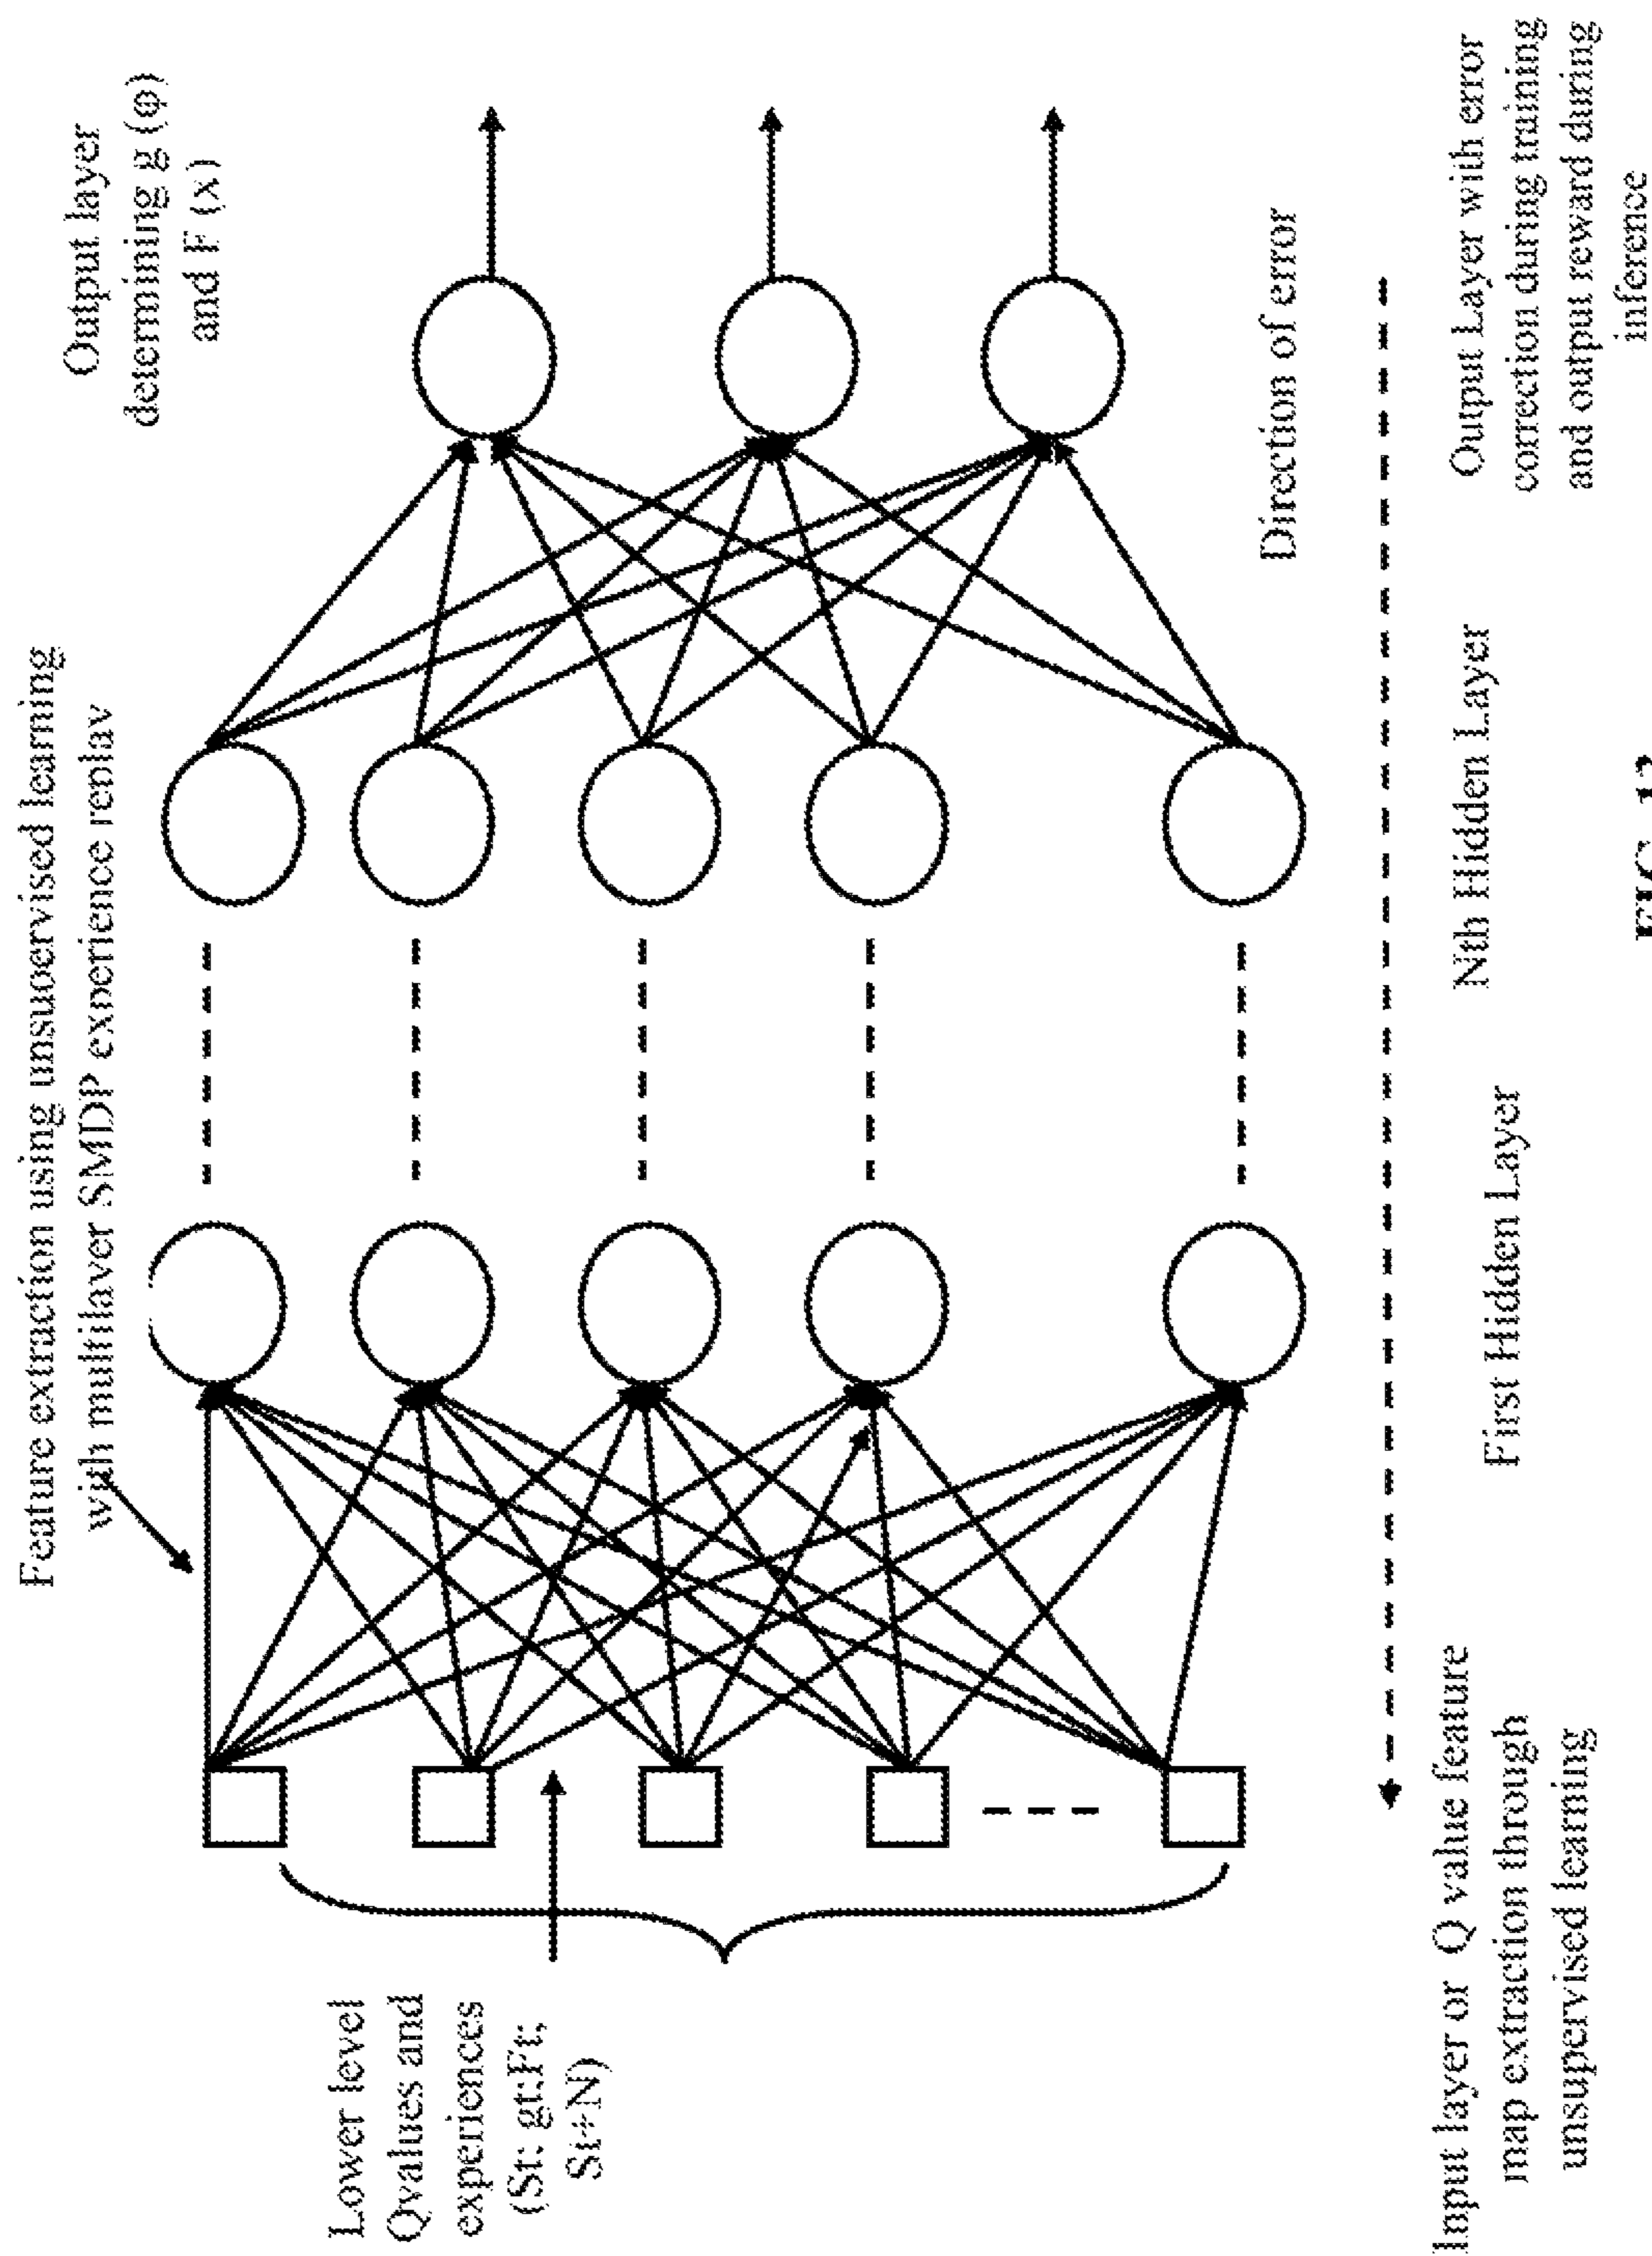 Feature extraction using unsuoervised learning
with multilayer SMDP experience replay
Output layer
determining g (φ)
and F (x)
Lower level
Qvalues and
experiences
(St: gt:Ft;
St+N)
Direction of error
Input layer or Q value feature
map extraction through
unsupervised learning
First Hidden Layer
Nth Hidden Layer
Output Layer with error
correction during training
and output reward during
inference